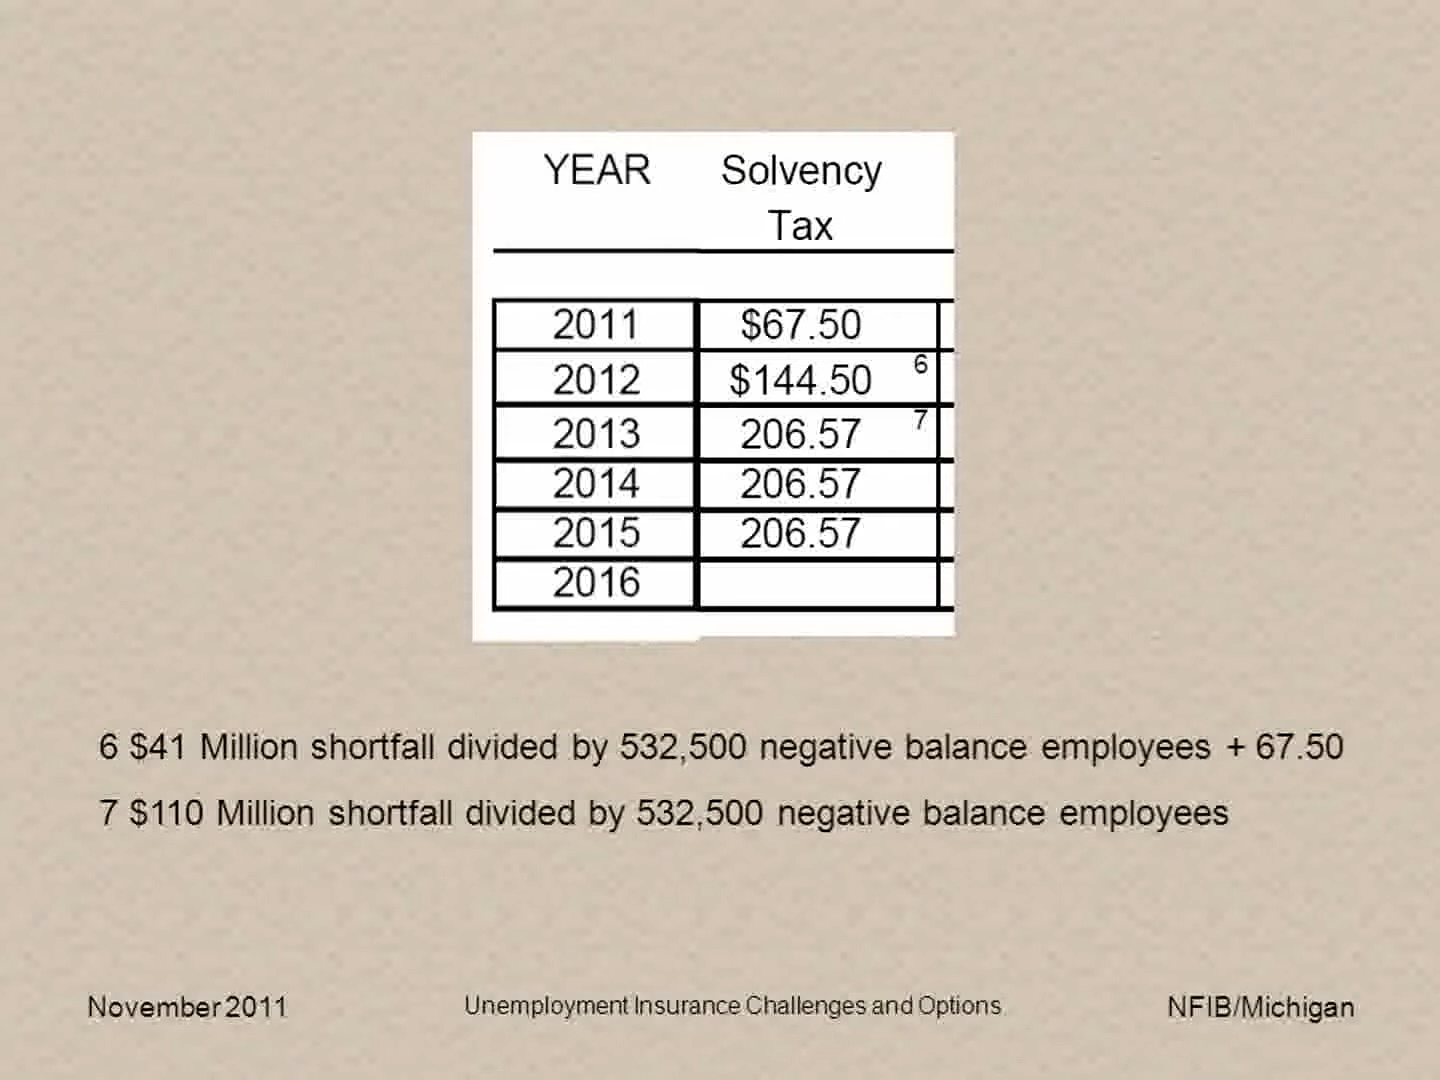 YEAR Solvency
Tax
2011 $67.50
2012 $144.50 6
2013 206.57 7
2014 206.57
2015 206.57
2016
6 $41 Million shortfall divided by 532,500 negative balance employees + 67.50
7 $110 Million shortfall divided by 532,500 negative balance employees
November 2011 Unemployment Insurance Challenges and Options NFIB/Michigan